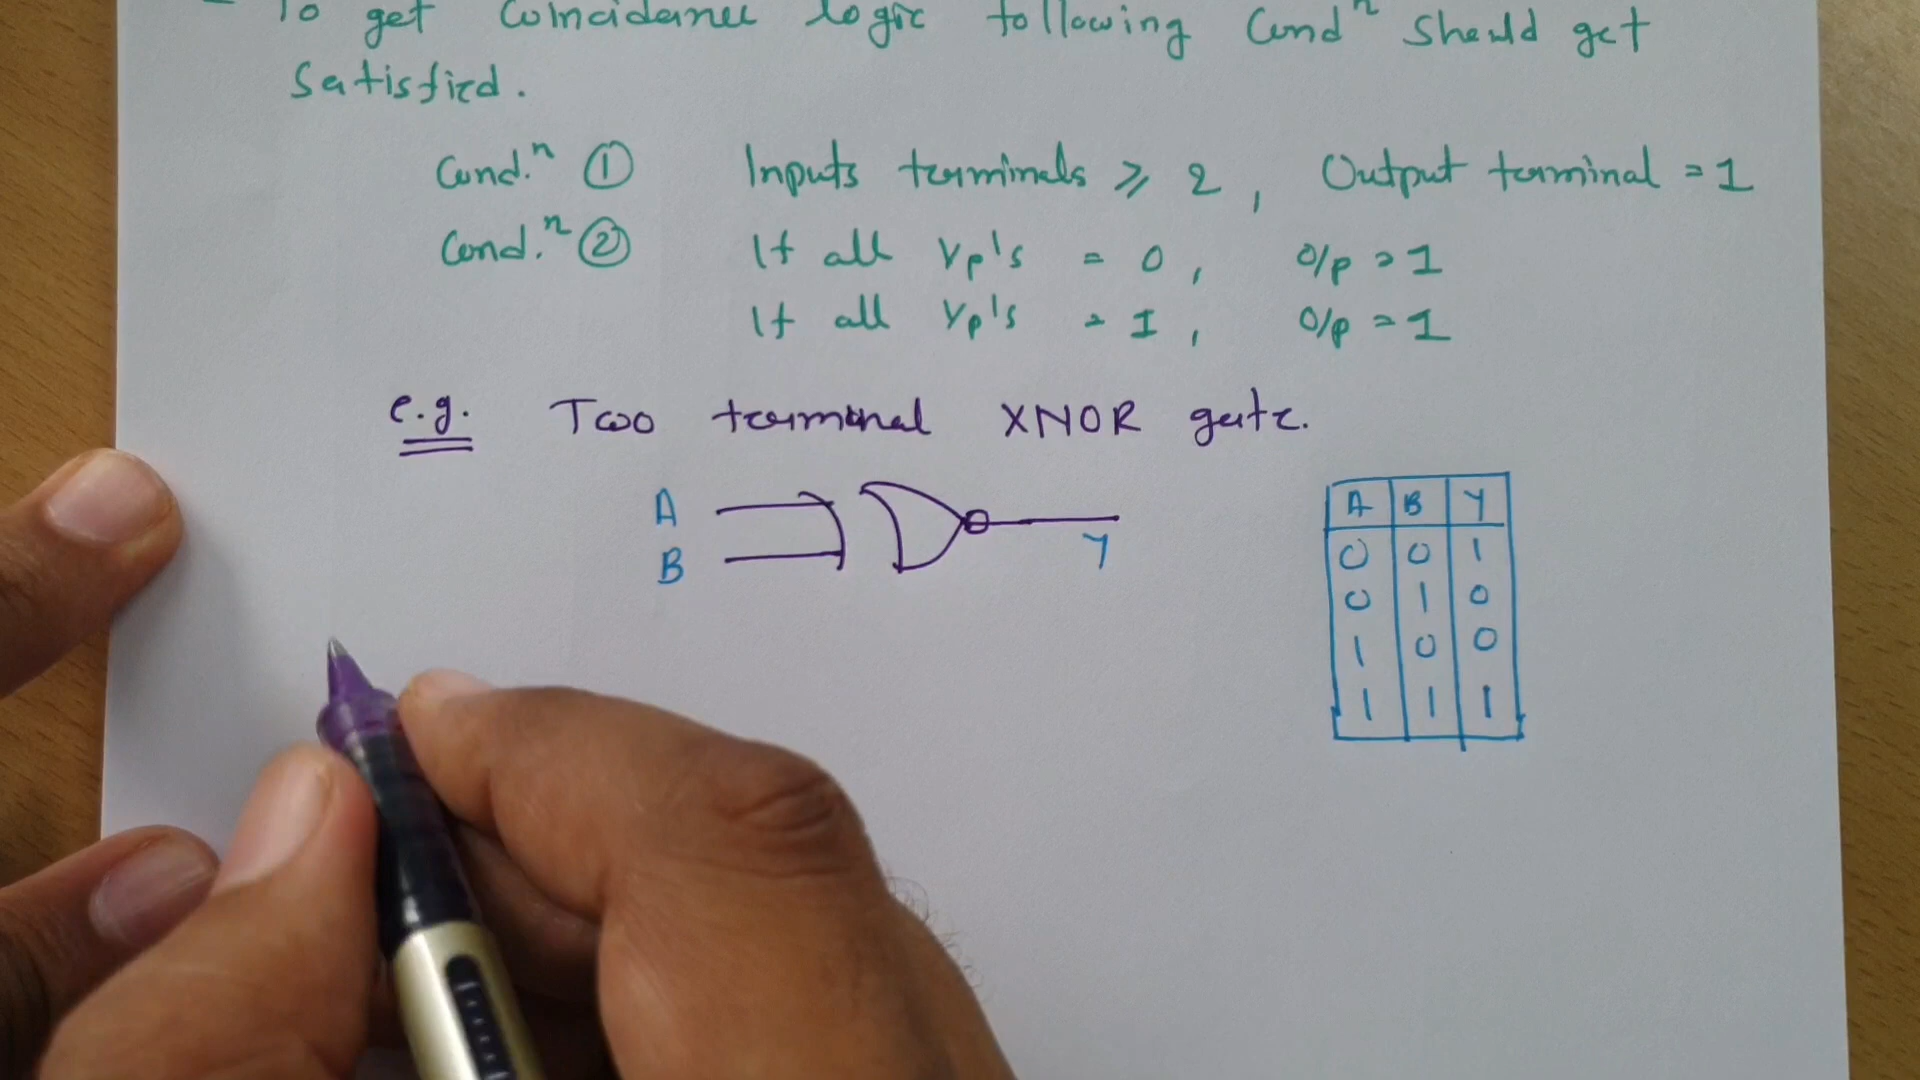 - To get Coincidence logic following Condⁿ Should get
Satisfied.
Cond.ⁿ ① Inputs terminals ⩾ 2, Output terminal = 1
Cond.ⁿ ② If all I/p's = 0, O/p = 1
If all I/p's = 1, O/p = 1
e.g. Two terminal XNOR gate.
A
B
Y
A B Y
0 0 1
0 1 0
1 0 0
1 1 1